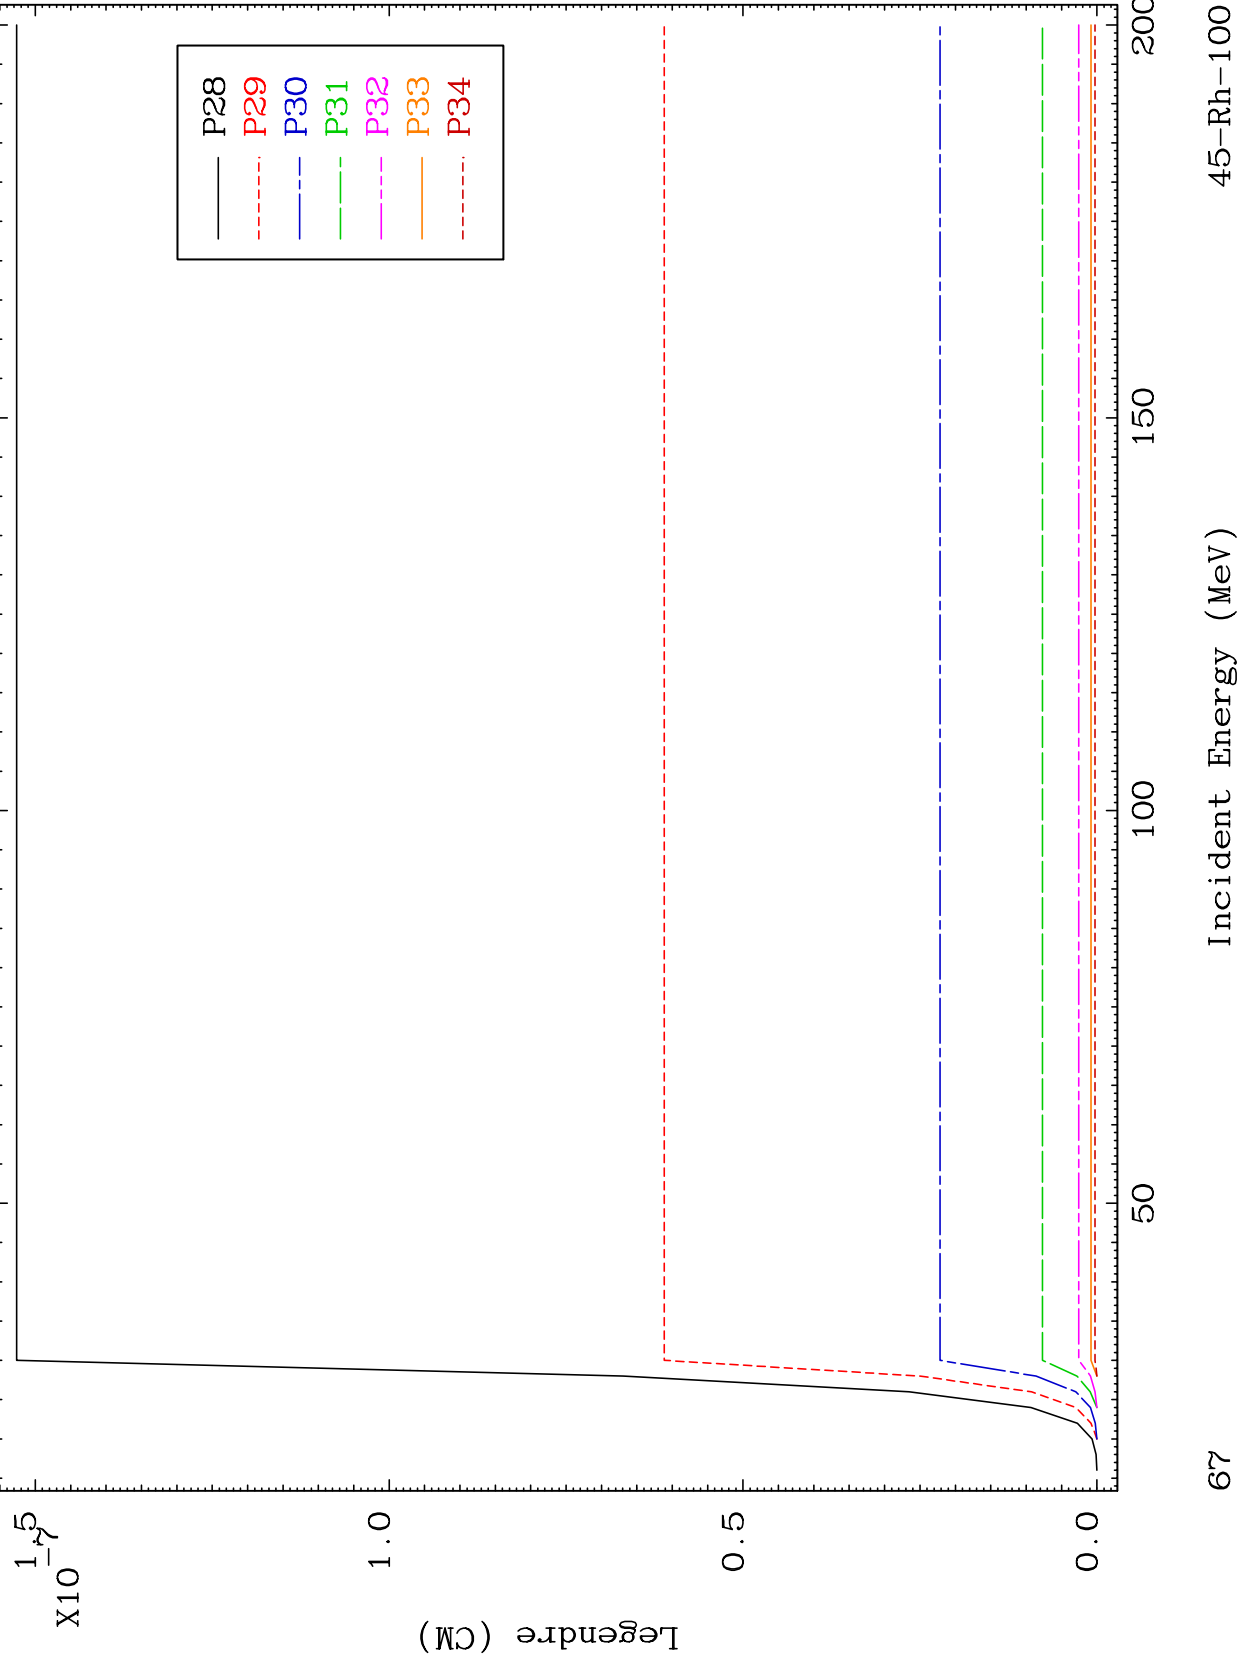 P28
P29
P30
P31
P32
P33
P34
1.5
X10
-7
1.0
0.5
0.0
Legendre (CM)
50
100
150
200
Incident Energy (MeV)
67
45-Rh-100